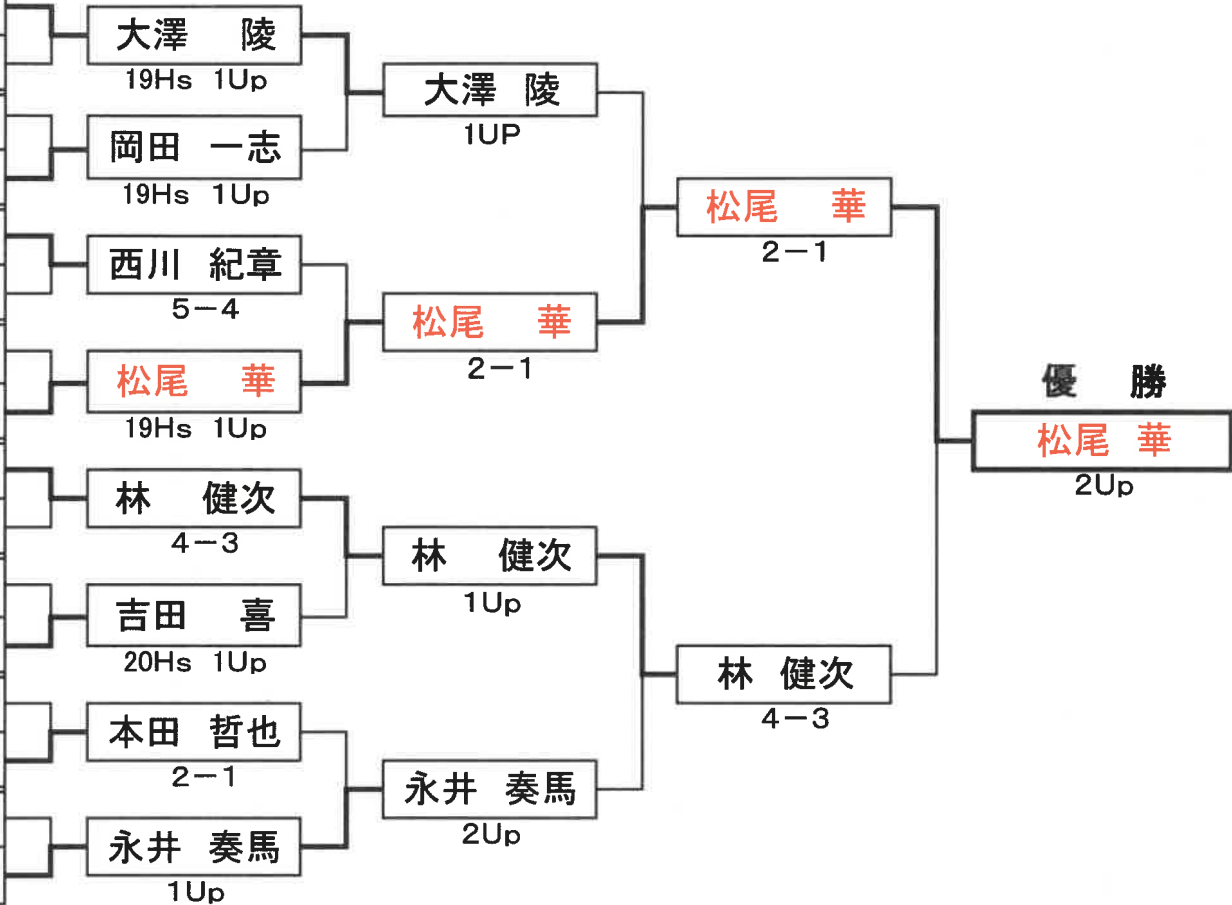 大澤 陵
19Hs 1Up
岡田 一志
19Hs 1Up
西川 紀章
5－4
松尾 華
19Hs 1Up
林 健次
4－3
吉田 喜
20Hs 1Up
本田 哲也
2－1
永井 奏馬
1Up
大澤 陵
1UP
松尾 華
2－1
林 健次
1Up
永井 奏馬
2Up
松尾 華
2－1
林 健次
4－3
優 勝
松尾 華
2Up